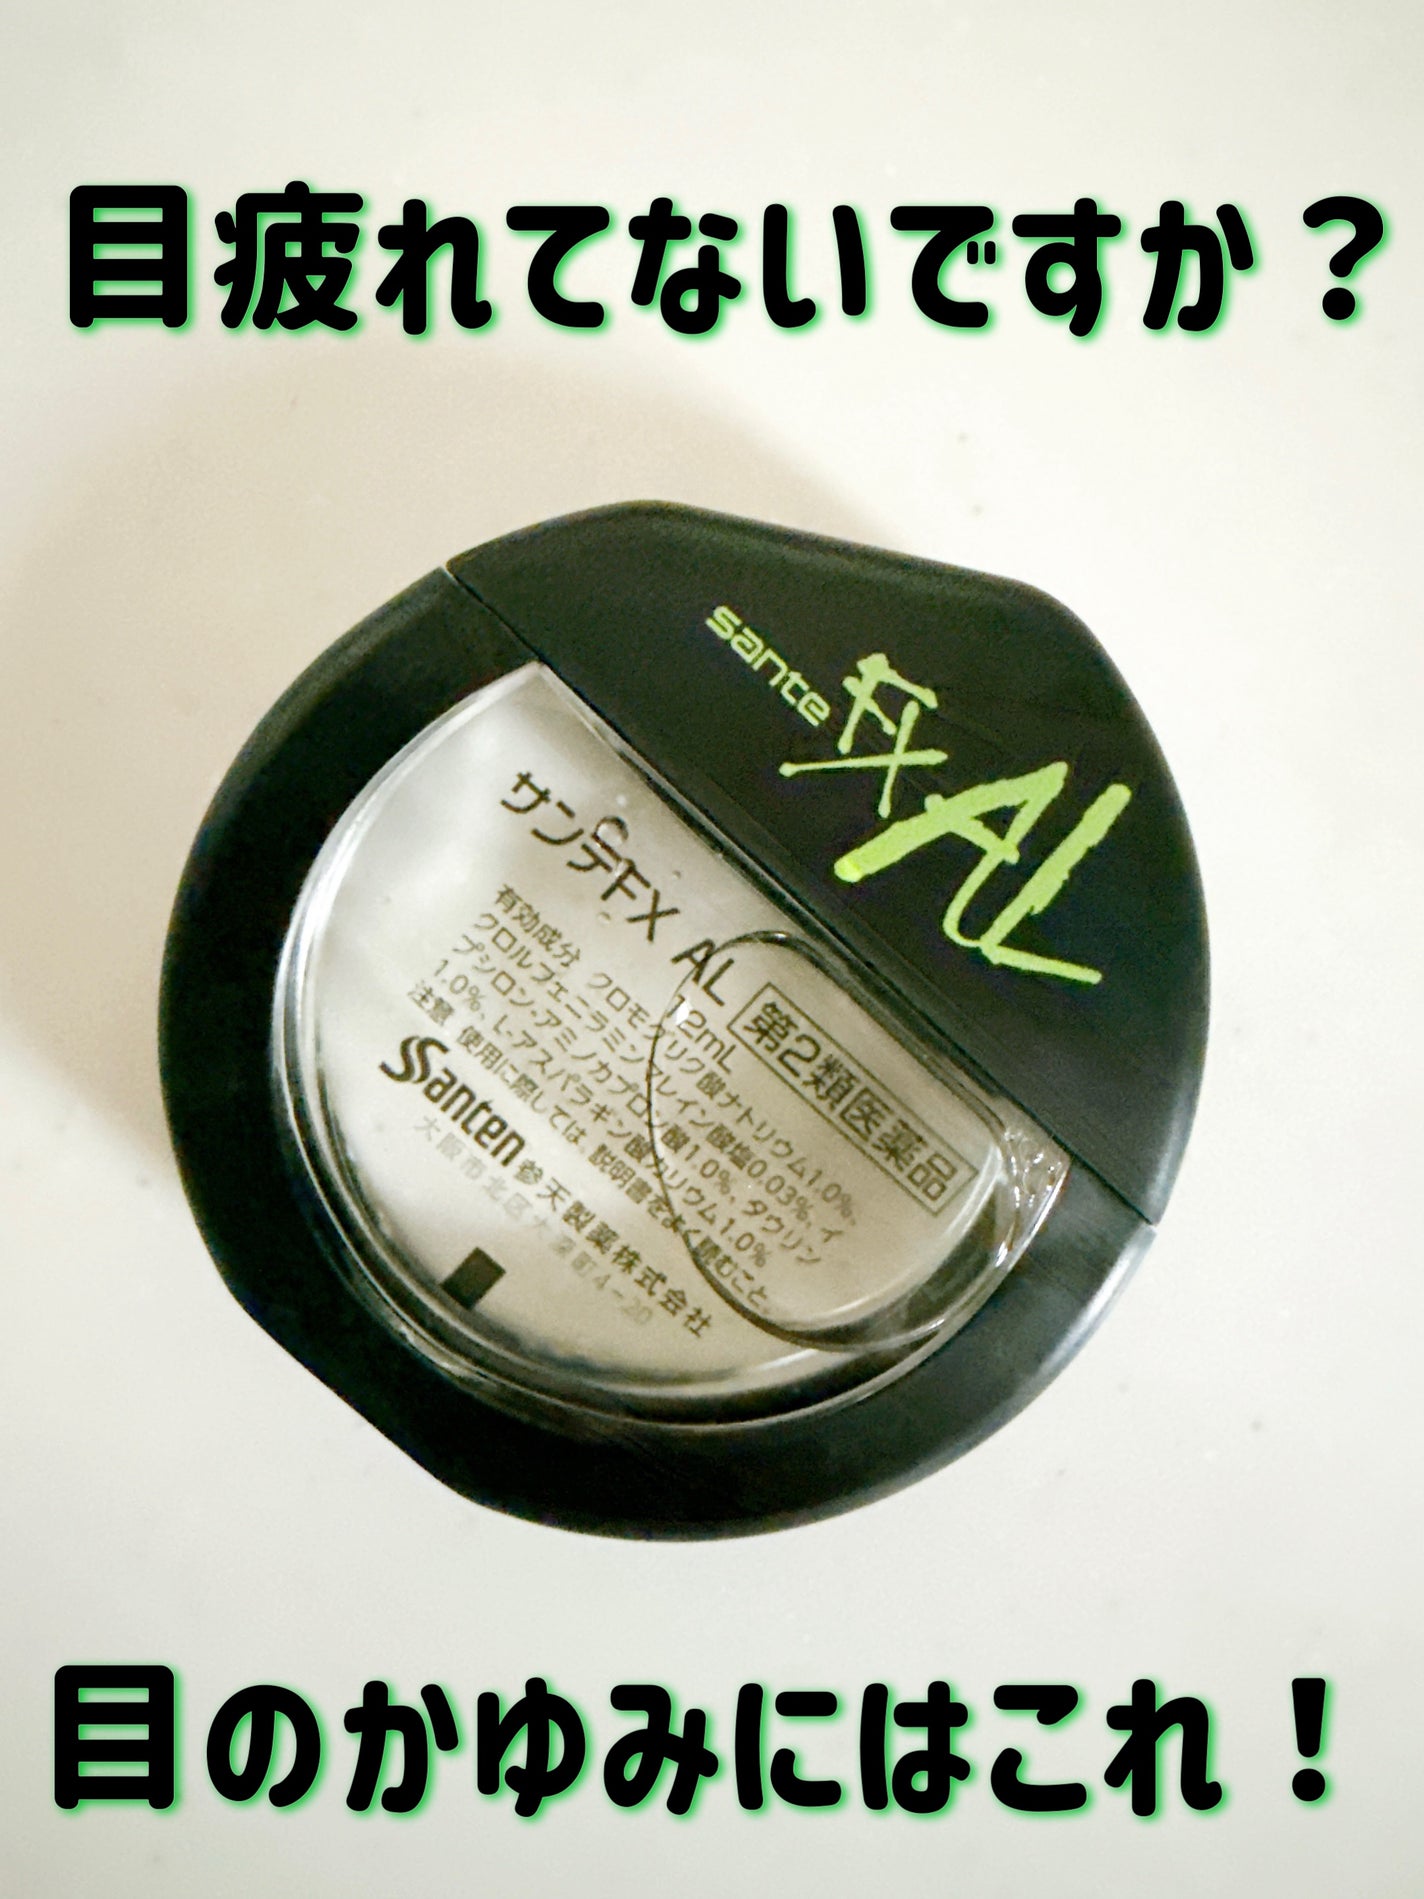 目疲れてないですか？
sante
FX AL
サンテFX AL 12mL
第2類医薬品
有効成分 クロモグリク酸ナトリウム1.0%、
クロルフェニラミンマレイン酸塩0.03%、イ
プシロン-アミノカプロン酸1.0%、タウリン
1.0%、L-アスパラギン酸カリウム1.0%
注意 使用に際しては、説明書をよく読むこと。
Santen 参天製薬株式会社
大阪市北区大深町4-20
目のかゆみにはこれ！